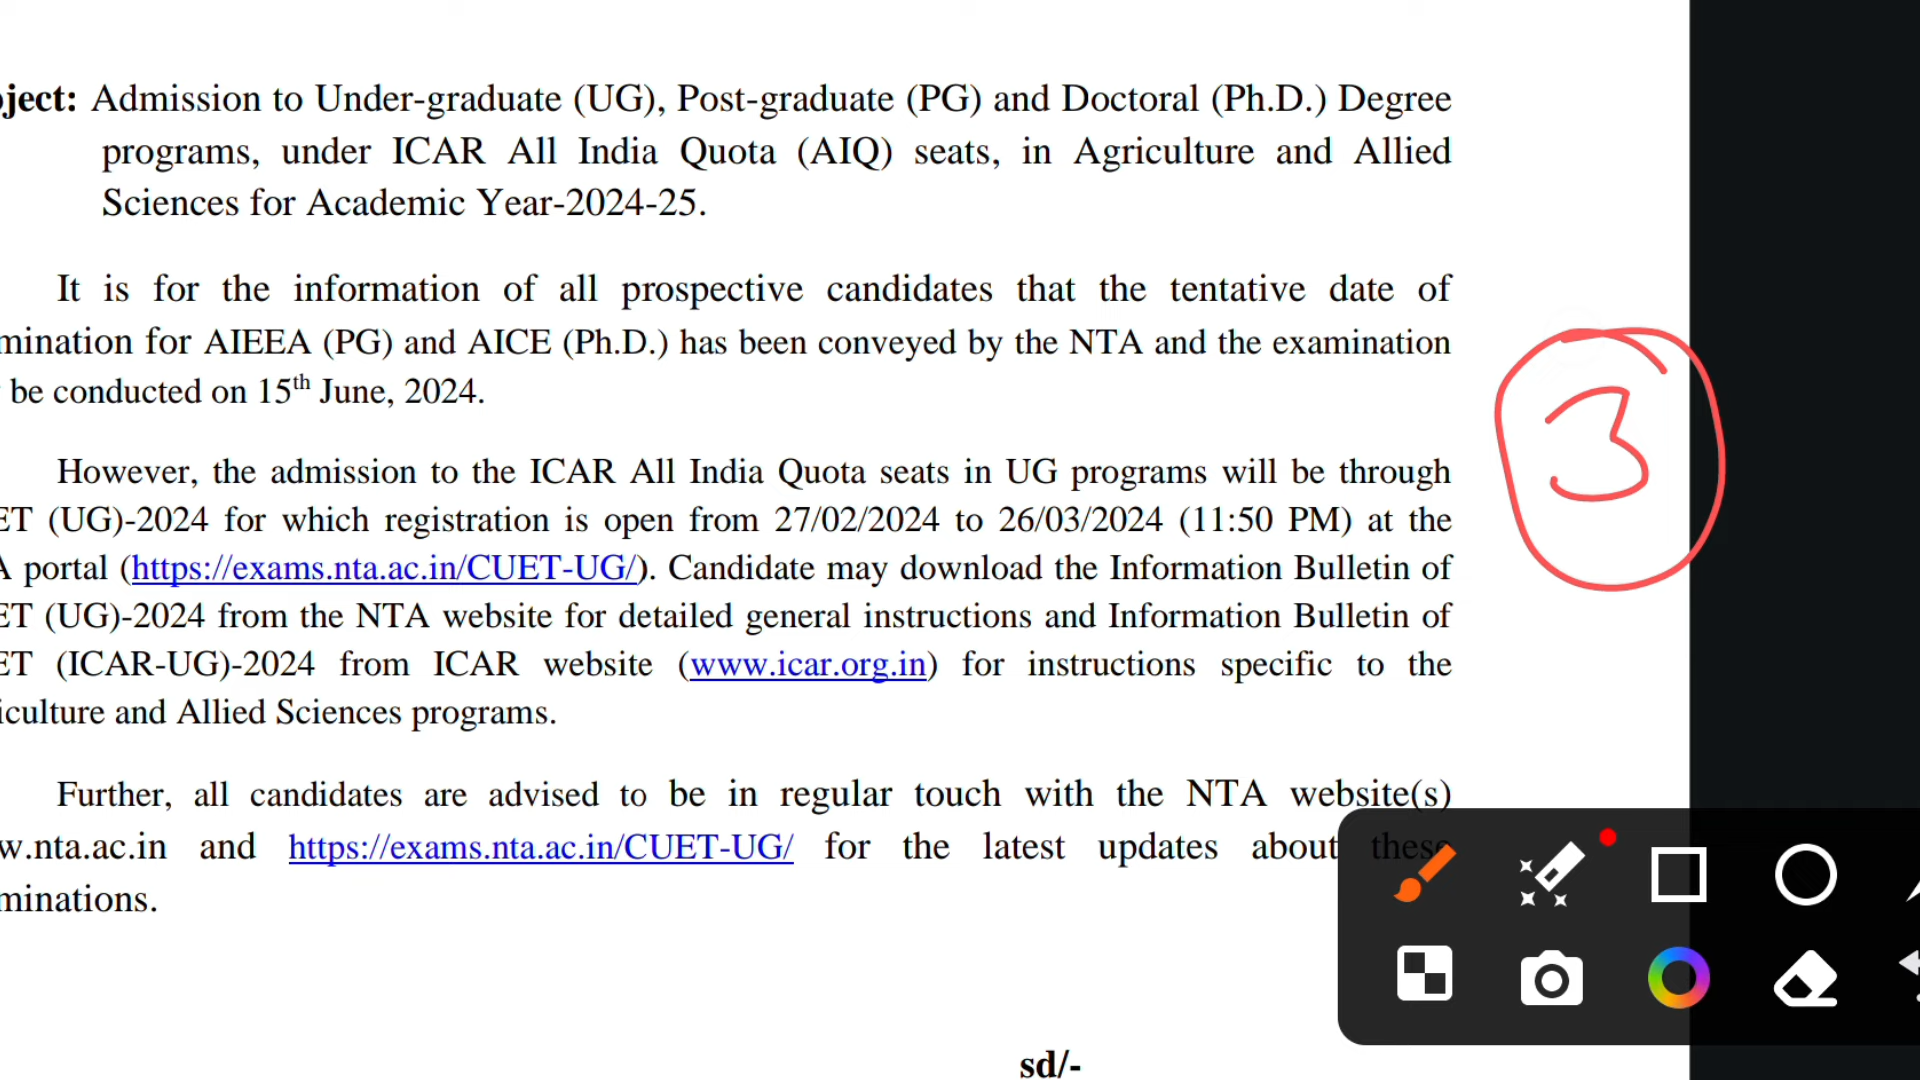 ject: Admission to Under-graduate (UG), Post-graduate (PG) and Doctoral (Ph.D.) Degree
programs, under ICAR All India Quota (AIQ) seats, in Agriculture and Allied
Sciences for Academic Year-2024-25.
It is for the information of all prospective candidates that the tentative date of
mination for AIEEA (PG) and AICE (Ph.D.) has been conveyed by the NTA and the examination
be conducted on 15th June, 2024.
However, the admission to the ICAR All India Quota seats in UG programs will be through
ET (UG)-2024 for which registration is open from 27/02/2024 to 26/03/2024 (11:50 PM) at the
A portal (https://exams.nta.ac.in/CUET-UG/). Candidate may download the Information Bulletin of
ET (UG)-2024 from the NTA website for detailed general instructions and Information Bulletin of
ET (ICAR-UG)-2024 from ICAR website (www.icar.org.in) for instructions specific to the
iculture and Allied Sciences programs.
Further, all candidates are advised to be in regular touch with the NTA website(s)
w.nta.ac.in and https://exams.nta.ac.in/CUET-UG/ for the latest updates about these
minations.
sd/-
3